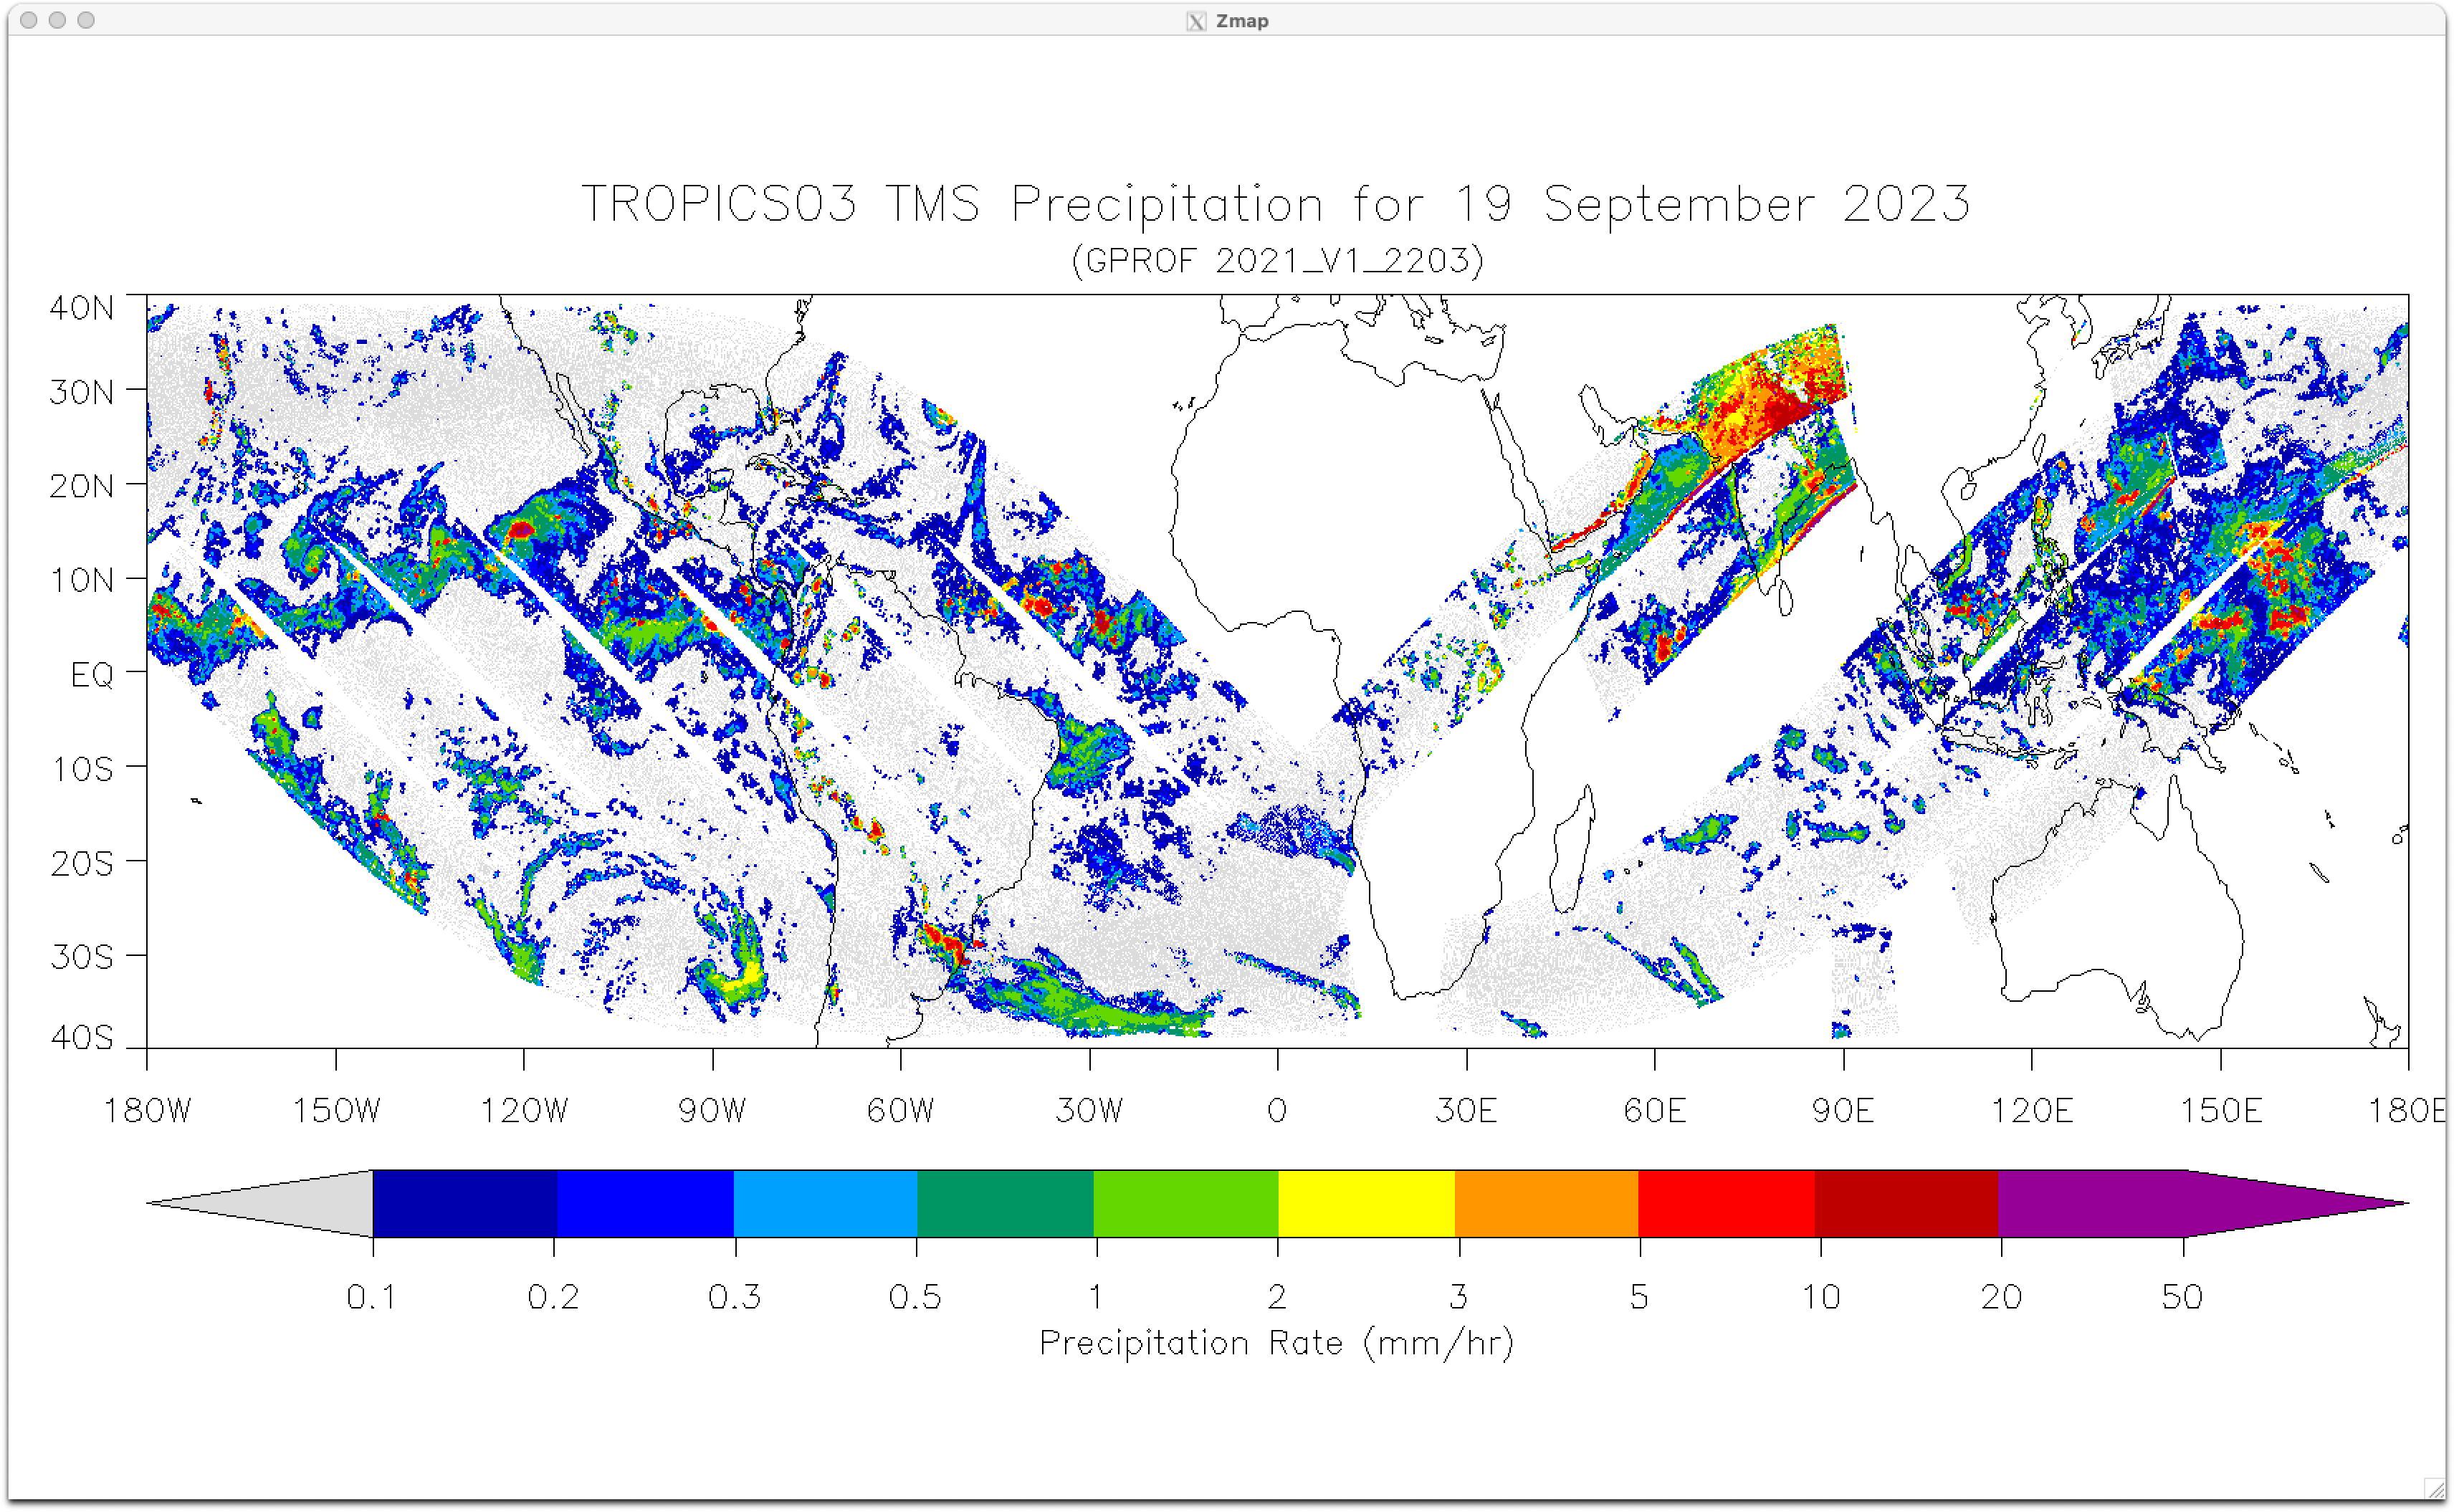 Zmap
TROPICS03 TMS Precipitation for 19 September 2023
(GPROF 2021_V1_2203)
40N
30N
20N
10N
EQ
10S
20S
30S
40S
180W 150W 120W 90W 60W 30W 0 30E 60E 90E 120E 150E 180E
0.1 0.2 0.3 0.5 1 2 3 5 10 20 50
Precipitation Rate (mm/hr)